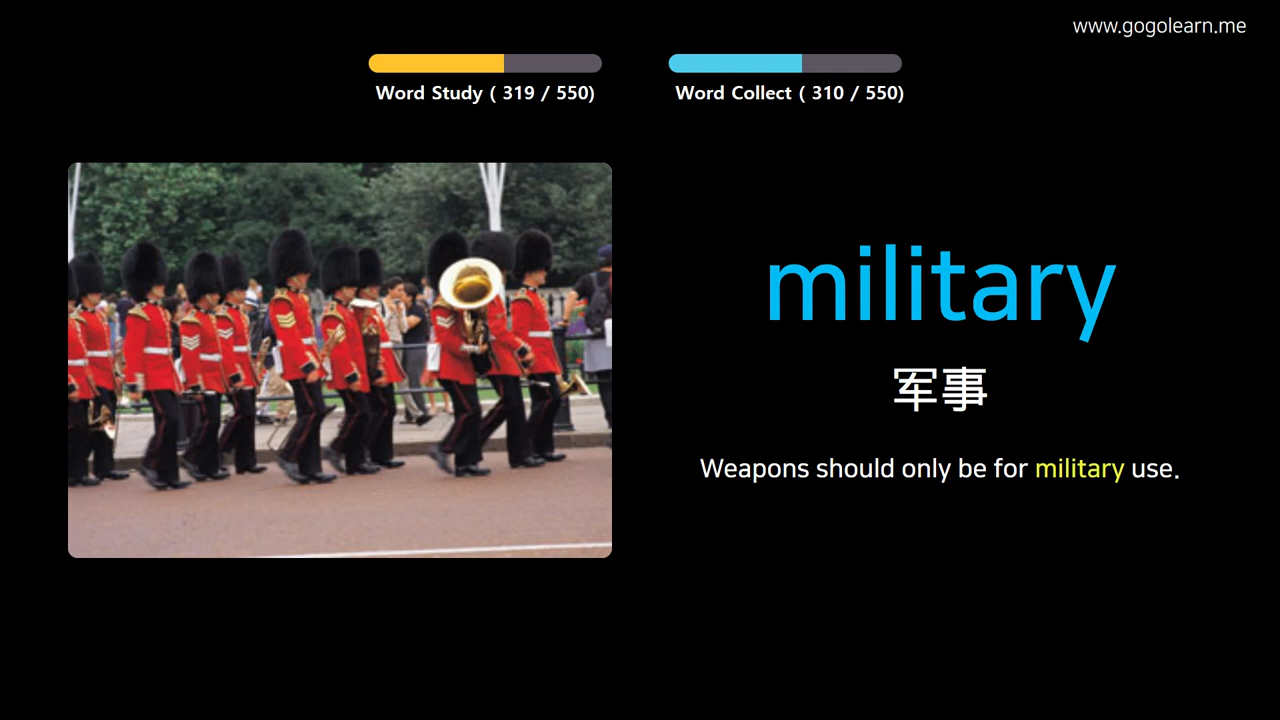 www.gogolearn.me
Word Study ( 319 / 550)
Word Collect ( 310 / 550)
military
军事
Weapons should only be for military use.